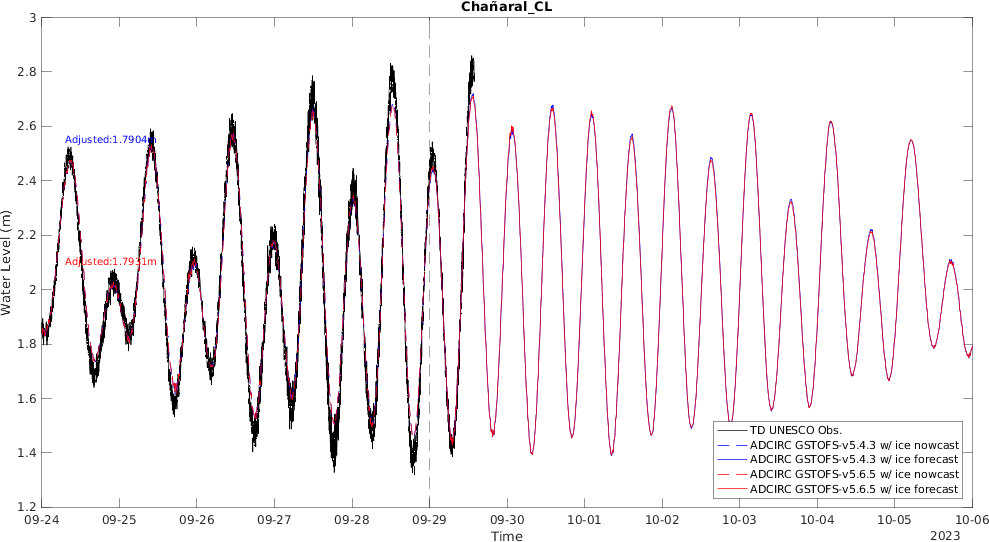 Chañaral_CL
3
2.8
2.6
2.4
2.2
2
1.8
1.6
1.4
1.2
Water Level (m)
Adjusted:1.7904m
Adjusted:1.7931m
TD UNESCO Obs.
ADCIRC GSTOFS-v5.4.3 w/ ice nowcast
ADCIRC GSTOFS-v5.4.3 w/ ice forecast
ADCIRC GSTOFS-v5.6.5 w/ ice nowcast
ADCIRC GSTOFS-v5.6.5 w/ ice forecast
09-24 09-25 09-26 09-27 09-28 09-29 09-30 10-01 10-02 10-03 10-04 10-05 10-06
Time
2023